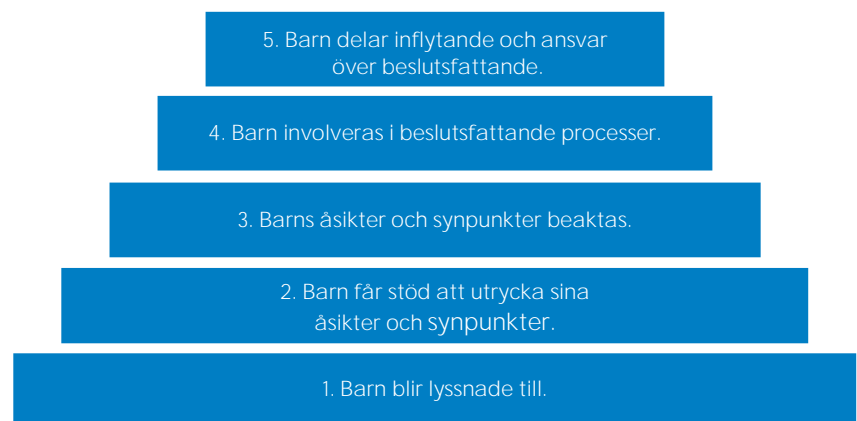 5. Barn delar inflytande och ansvar
över beslutsfattande.
4. Barn involveras i beslutsfattande processer.
3. Barns åsikter och synpunkter beaktas.
2. Barn får stöd att utrycka sina
åsikter och synpunkter.
1. Barn blir lyssnade till.